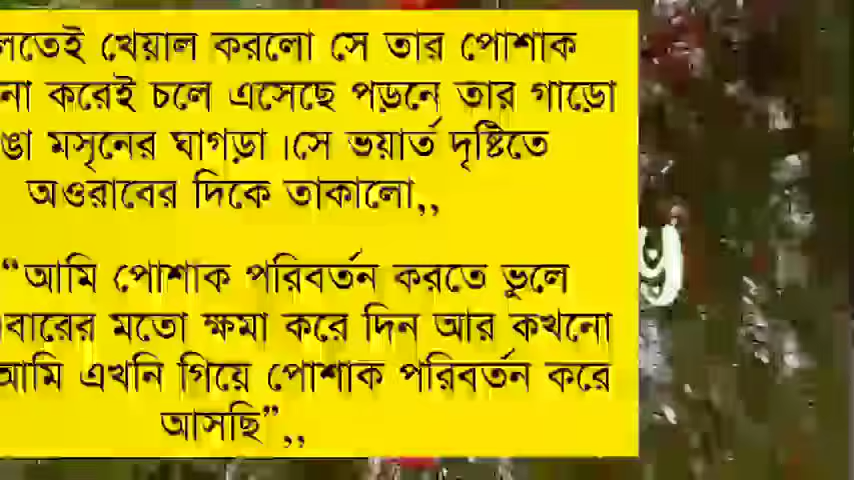 খেয়াল করলো সে তার পোশাক
না করেই চলে এসেছে পড়নে তার গাড়ো
মসৃনের ঘাগড়া।সে ভয়ার্ত দৃষ্টিতে
অওরাবের দিকে তাকালো,,
“আমি পোশাক পরিবর্তন করতে ভুলে
মতো ক্ষমা করে দিন আর কখনো
আমি এখনি গিয়ে পোশাক পরিবর্তন করে
আসছি”,,
y